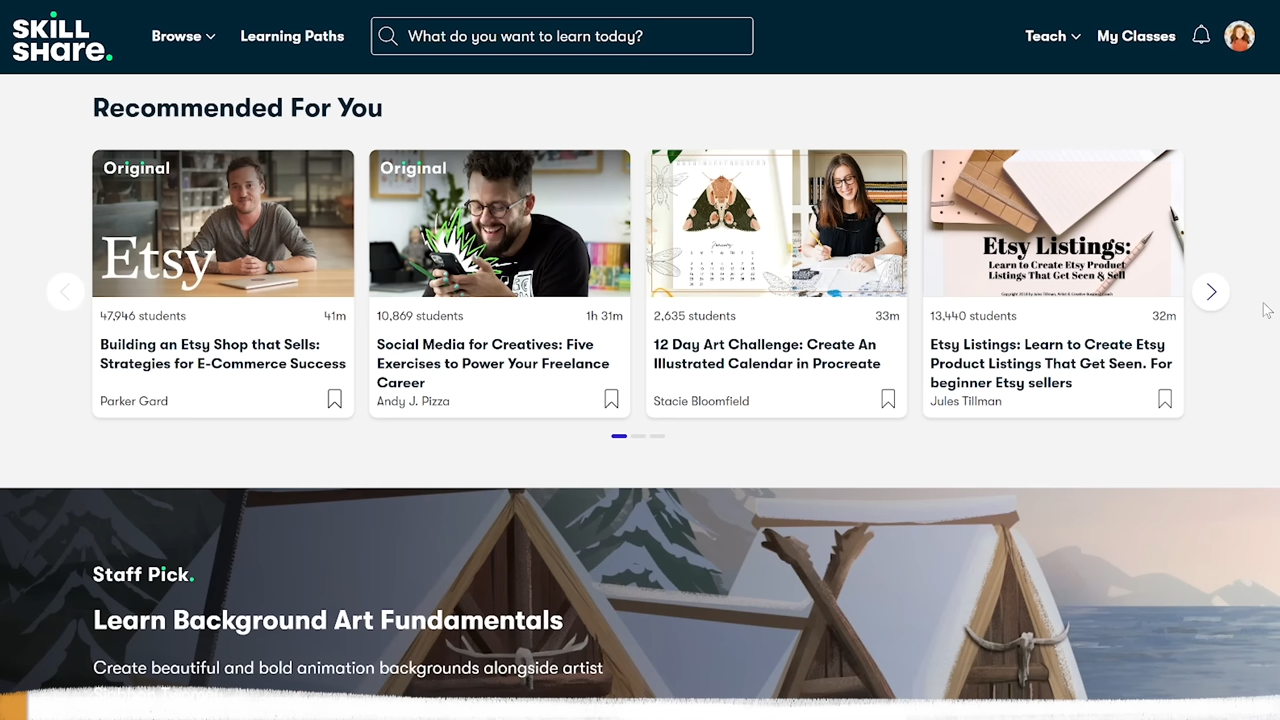 SKILL
SHare.
Browse
Learning Paths
What do you want to learn today?
Teach
My Classes
Recommended For You
Original
Etsy
47,946 students
41m
Building an Etsy Shop that Sells:
Strategies for E-Commerce Success
Parker Gard
Original
10,869 students
1h 31m
Social Media for Creatives: Five
Exercises to Power Your Freelance
Career
Andy J. Pizza
January
2,635 students
33m
12 Day Art Challenge: Create An
Illustrated Calendar in Procreate
Stacie Bloomfield
Etsy Listings:
Learn to Create Etsy Product
Listings That Get Seen & Sell
13,440 students
32m
Etsy Listings: Learn to Create Etsy
Product Listings That Get Seen. For
beginner Etsy sellers
Jules Tillman
Staff Pick.
Learn Background Art Fundamentals
Create beautiful and bold animation backgrounds alongside artist